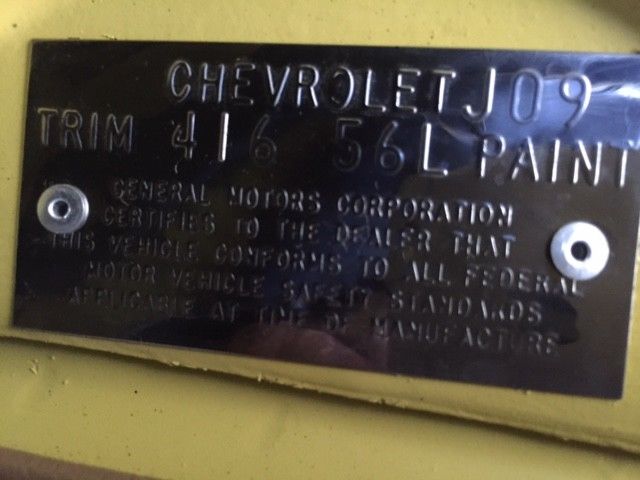 CHEVROLET J09
TRIM 416 56L PAINT
GENERAL MOTORS CORPORATION
CERTIFIES TO THE DEALER THAT
THIS VEHICLE CONFORMS TO ALL FEDERAL
MOTOR VEHICLE SAFETY STANDARDS
APPLICABLE AT TIME OF MANUFACTURE